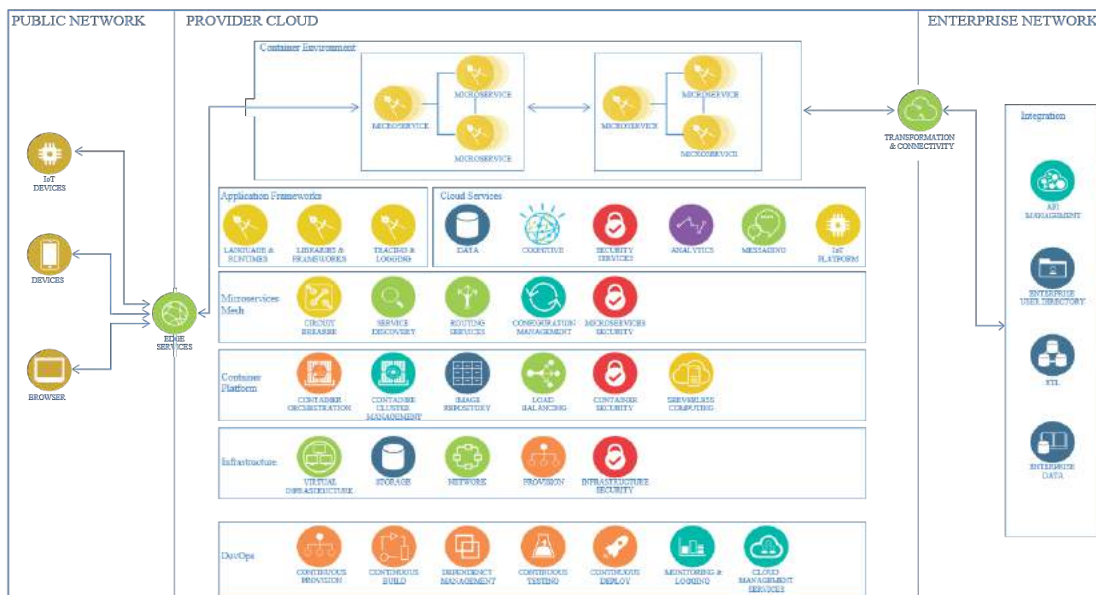 PUBLIC NETWORK
PROVIDER CLOUD
ENTERPRISE NETWORK
Container Environment
MICROSERVICE
MICROSERVICE
MICROSERVICE
MICROSERVICE
MICROSERVICE
MICROSERVICE
TRANSFORMATION
& CONNECTIVITY
Integration
IoT
DEVICES
DEVICES
EDGE
SERVICES
BROWSER
Application Frameworks
LANGUAGE &
RUNTIMES
LIBRARIES &
FRAMEWORKS
TRACING &
LOGGING
Cloud Services
DATA
COGNITIVE
SECURITY
SERVICES
ANALYTICS
MESSAGING
IoT
PLATFORM
Microservices
Mesh
CIRCUIT
BREAKER
SERVICE
DISCOVERY
ROUTING
SERVICES
CONFIGURATION
MANAGEMENT
MICROSERVICES
SECURITY
Container
Platform
CONTAINER
ORCHESTRATION
CONTAINER
CLUSTER
MANAGEMENT
IMAGE
REPOSITORY
LOAD
BALANCING
CONTAINER
SECURITY
SERVERLESS
COMPUTING
Infrastructure
VIRTUAL
INFRASTRUCTURE
STORAGE
NETWORK
PROVISION
INFRASTRUCTURE
SECURITY
DevOps
CONTINUOUS
PROVISION
CONTINUOUS
BUILD
DEPENDENCY
MANAGEMENT
CONTINUOUS
TESTING
CONTINUOUS
DEPLOY
MONITORING &
LOGGING
CLOUD
MANAGEMENT
SERVICES
API
MANAGEMENT
ENTERPRISE
USER DIRECTORY
ETL
ENTERPRISE
DATA